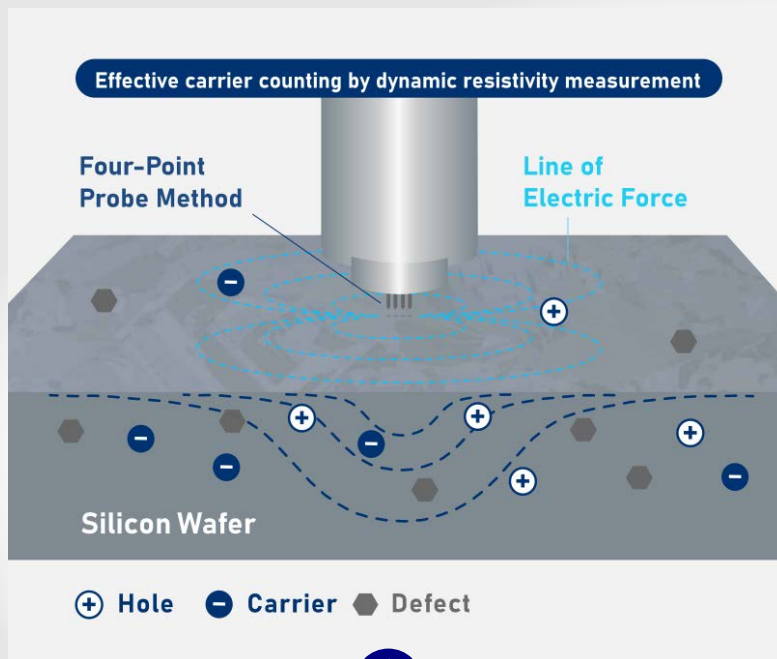 Effective carrier counting by dynamic resistivity measurement
Four-Point
Probe Method
Line of
Electric Force
Silicon Wafer
Hole
Carrier
Defect